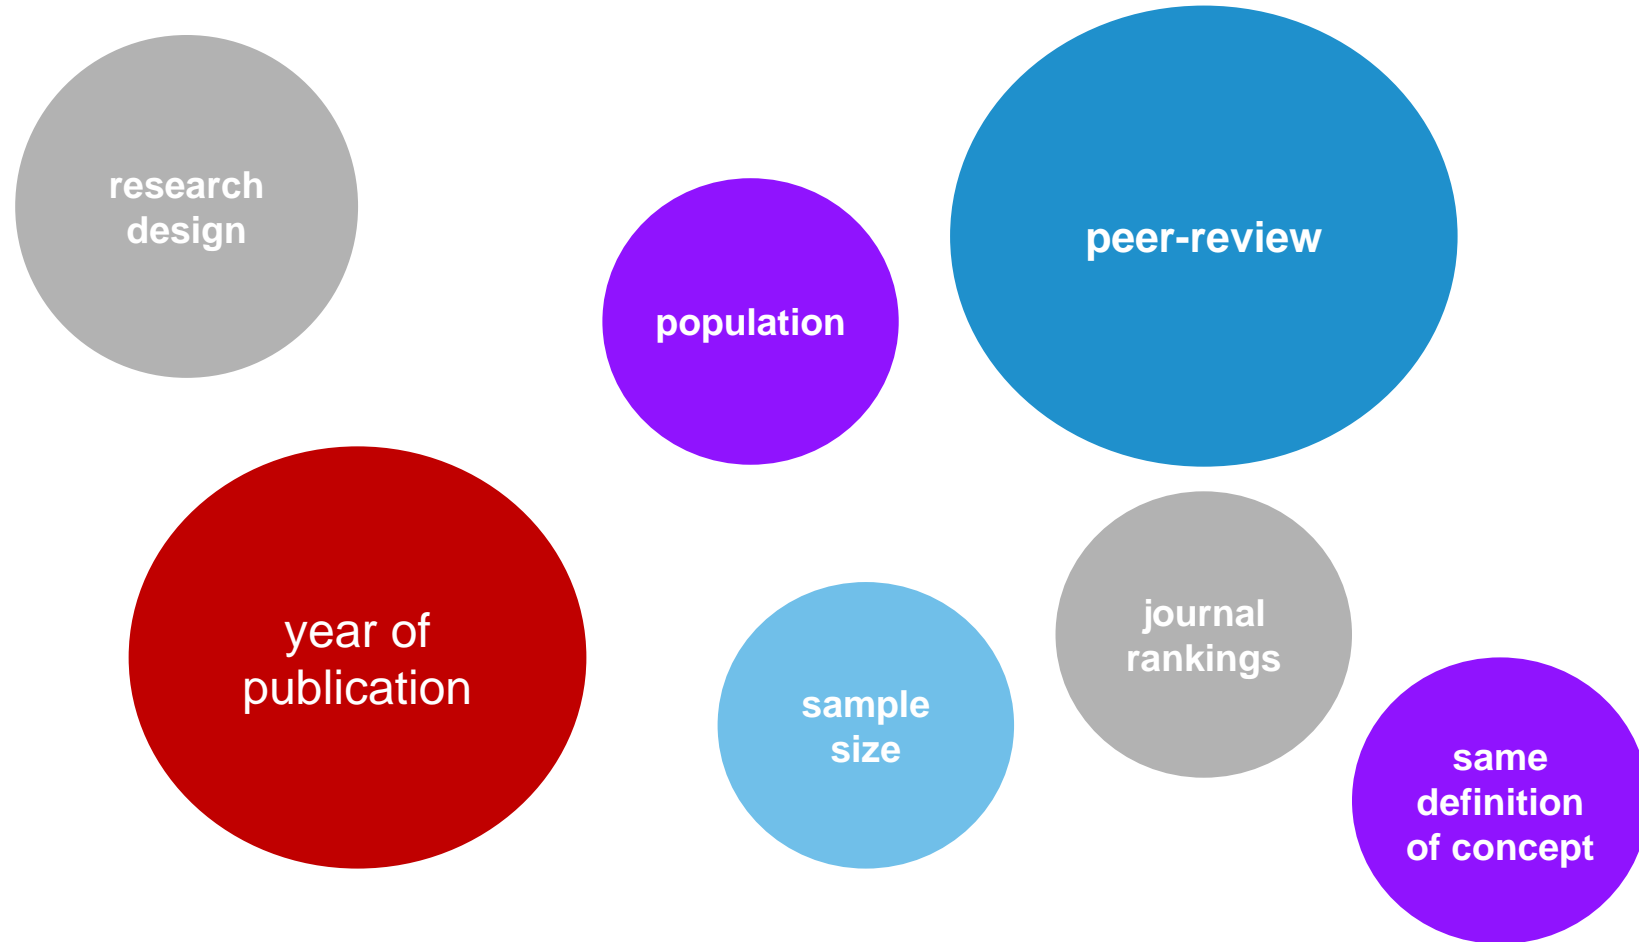 research
design
peer-review
population
year of
publication
sample
size
journal
rankings
same
definition
of concept